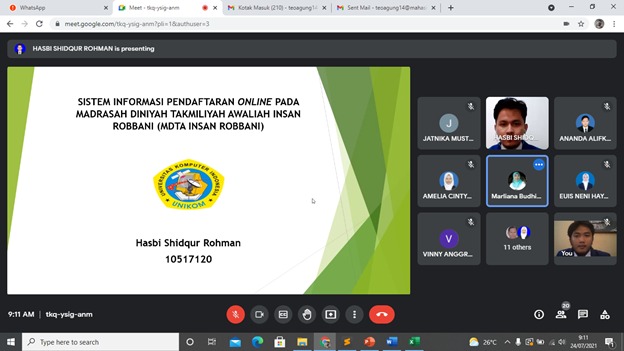 WhatsApp
Meet - tkq-ysig-anm
Kotak Masuk (210) - teoagung14
Sent Mail - teoagung14@mahas
meet.google.com/tkq-ysig-anm?pli=1&authuser=3
HASBI SHIDQUR ROHMAN is presenting
SISTEM INFORMASI PENDAFTARAN ONLINE PADA
MADRASAH DINIYAH TAKMILIYAH AWALIAH INSAN
ROBBANI (MDTA INSAN ROBBANI)
UNIVERSITAS KOMPUTER INDONESIA
UNIKOM
Hasbi Shidqur Rohman
10517120
J
JATNIKA MUST...
HASBI SHIDQ...
ANANDA ALIFK...
AMELIA CINTY...
Marliana Budhi...
EUIS NENI HAY...
V
VINNY ANGGR...
11 others
You
9:11 AM | tkq-ysig-anm
20
Type here to search
26°C
9:11
24/07/2021